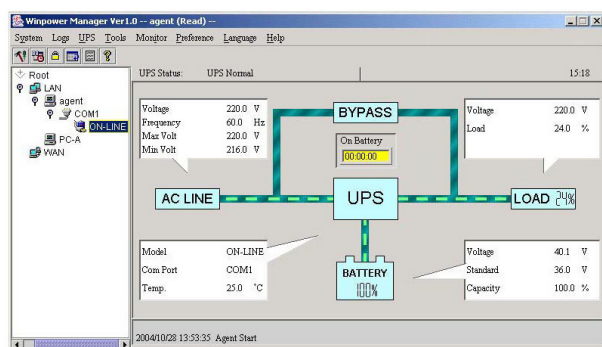 Winpower Manager Ver1.0 -- agent (Read) --
System Logs UPS Tools Monitor Preference Language Help
Root
LAN
agent
COM1
ON-LINE
PC-A
WAN
UPS Status: UPS Normal 15:18
Voltage 220.0 V
Frequency 60.0 Hz
Max Volt 220.0 V
Min Volt 216.0 V
BYPASS
On Battery
00:00:00
Voltage 220.0 V
Load 24.0 %
AC LINE
UPS
LOAD 24%
Model ON-LINE
Com Port COM1
Temp. 25.0 °C
BATTERY
100%
Voltage 40.1 V
Standard 36.0 V
Capacity 100.0 %
2004/10/28 13:53:35 Agent Start